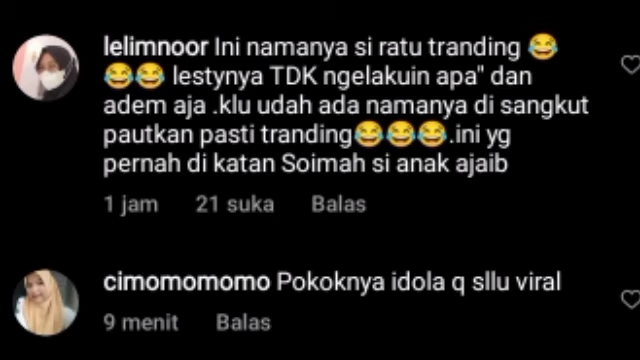 lelimnoor Ini namanya si ratu tranding 😂
😂😂 lestynya TDK ngelakuin apa" dan
adem aja .klu udah ada namanya di sangkut
pautkan pasti tranding😂😂😂.ini yg
pernah di katan Soimah si anak ajaib
1 jam 21 suka Balas
cimomomomo Pokoknya idola q sllu viral
9 menit Balas